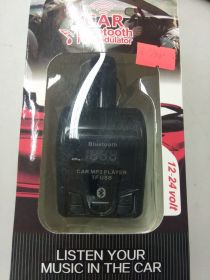 CAR
Bluetooth
Modulator
Bluetooth
CAR MP3 PLAYER
TF USB
12-24 volt
LISTEN YOUR
MUSIC IN THE CAR